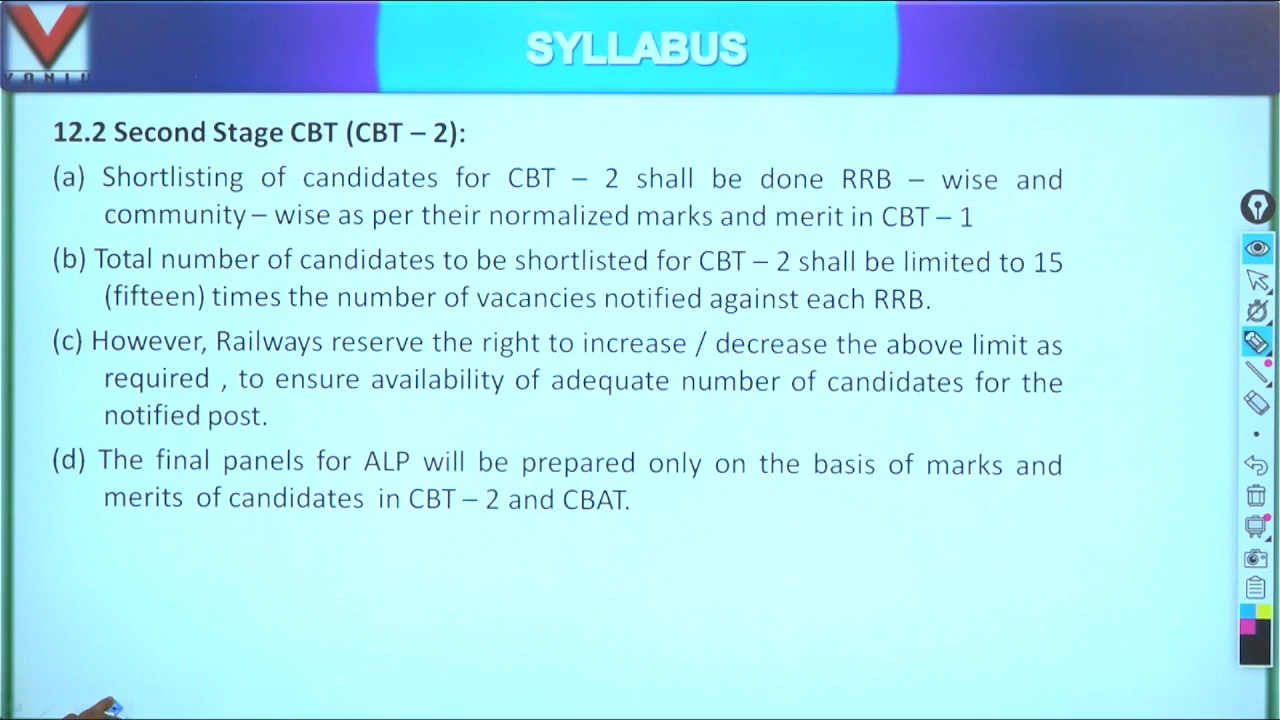 VANIK
SYLLABUS
12.2 Second Stage CBT (CBT – 2):
(a) Shortlisting of candidates for CBT – 2 shall be done RRB – wise and
community – wise as per their normalized marks and merit in CBT – 1
(b) Total number of candidates to be shortlisted for CBT – 2 shall be limited to 15
(fifteen) times the number of vacancies notified against each RRB.
(c) However, Railways reserve the right to increase / decrease the above limit as
required , to ensure availability of adequate number of candidates for the
notified post.
(d) The final panels for ALP will be prepared only on the basis of marks and
merits of candidates in CBT – 2 and CBAT.